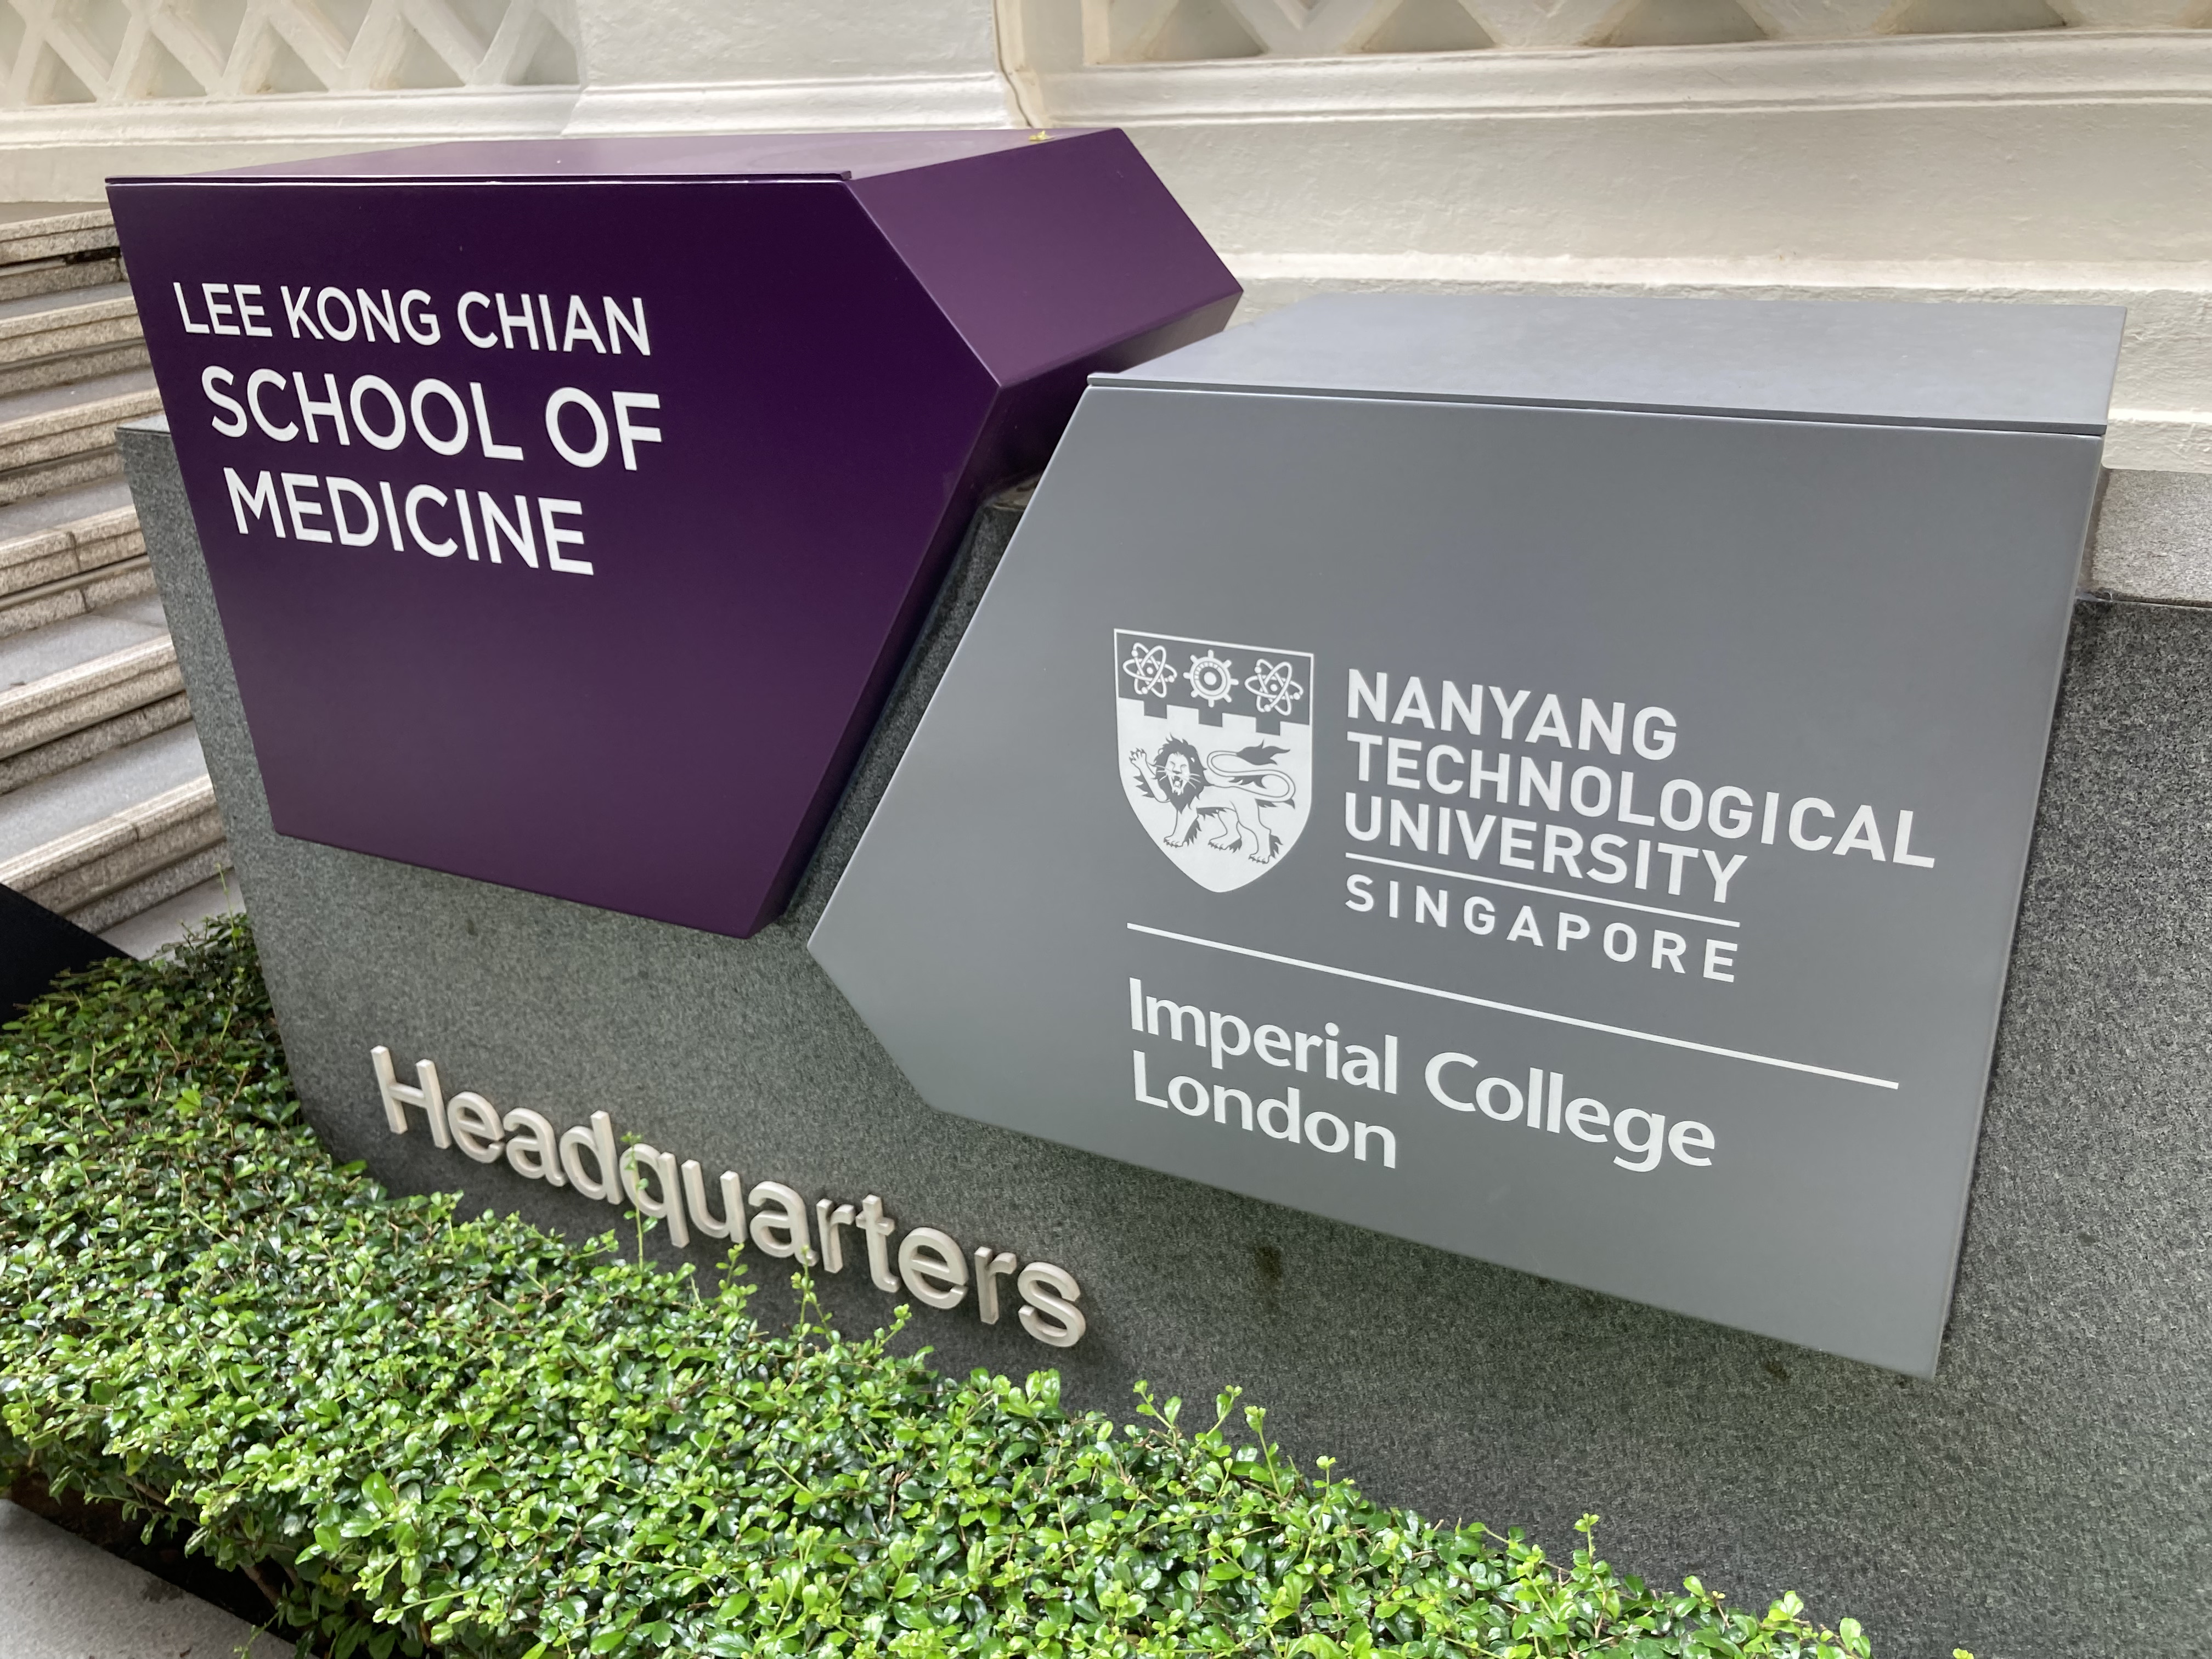 LEE KONG CHIAN
SCHOOL OF
MEDICINE
NANYANG
TECHNOLOGICAL
UNIVERSITY
SINGAPORE
Imperial College
London
Headquarters